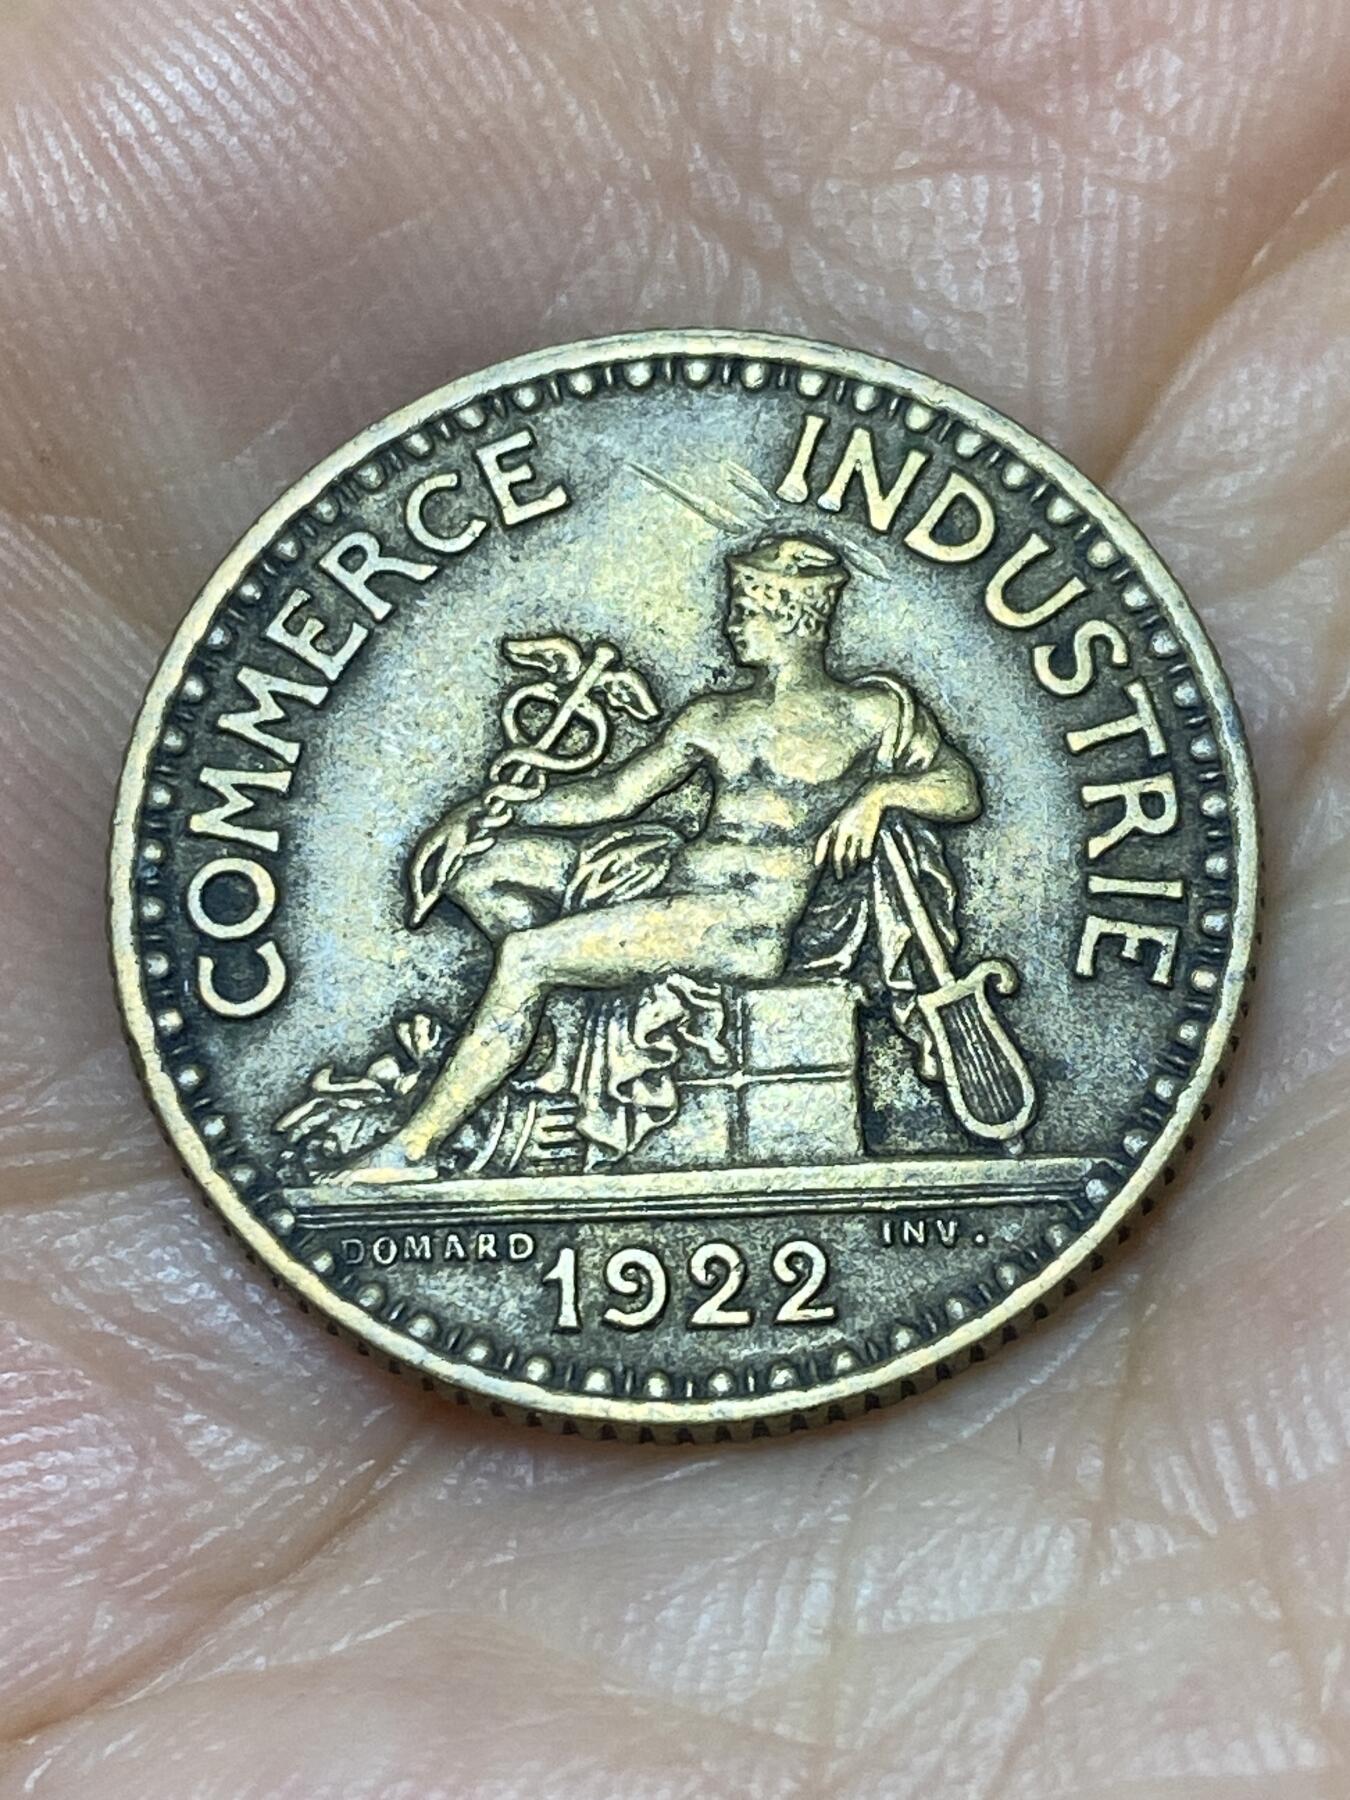 COMMERCE INDUSTRIE
DOMARD INV.
1922